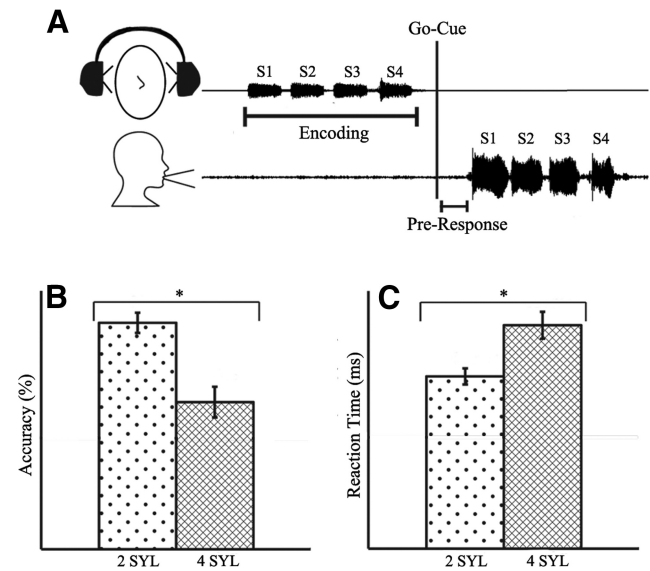 A
Go-Cue
S1 S2 S3 S4
Encoding
S1 S2 S3 S4
Pre-Response
B
*
Accuracy (%)
2 SYL 4 SYL
C
*
Reaction Time (ms)
2 SYL 4 SYL